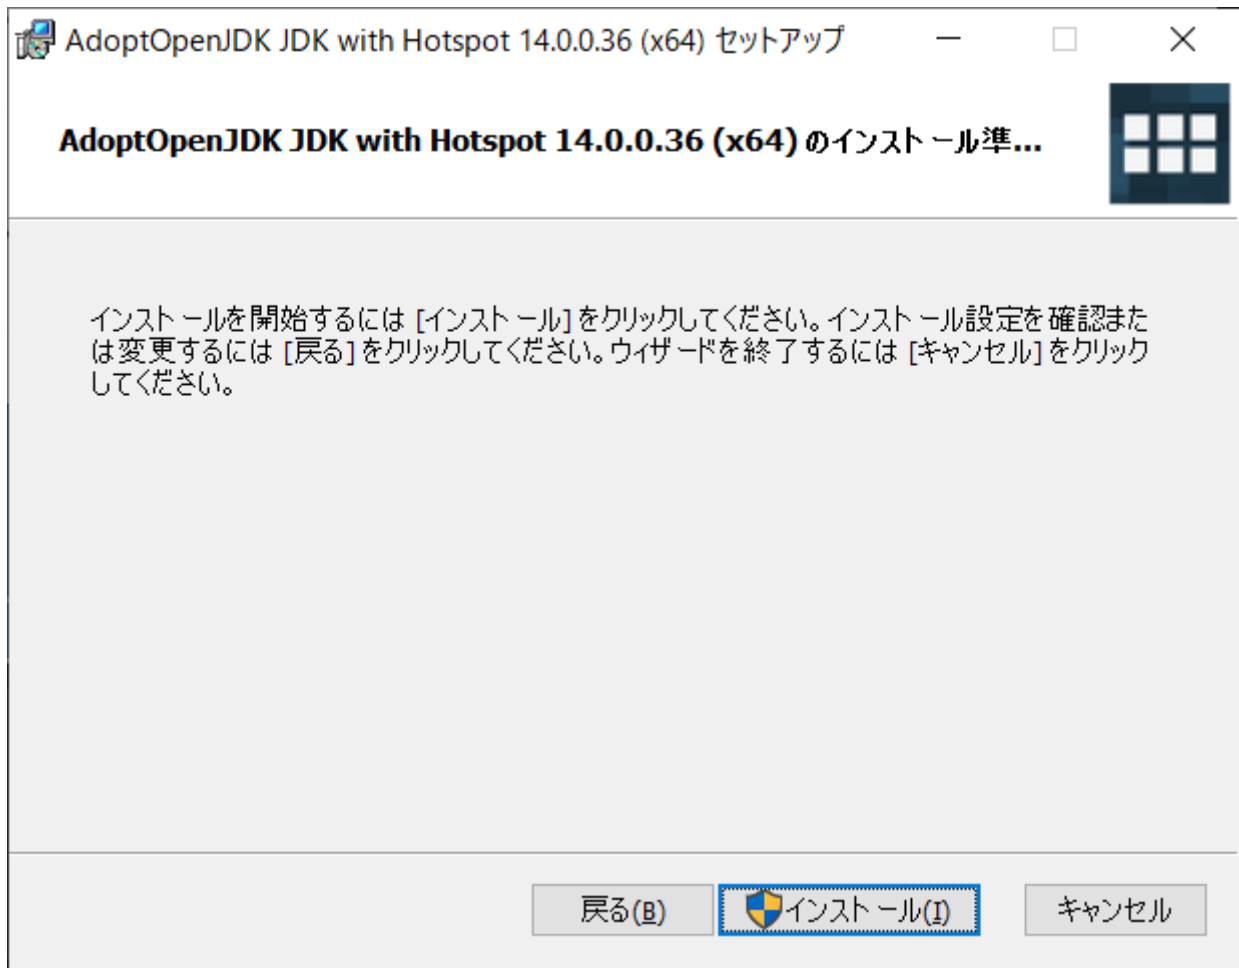 AdoptOpenJDK JDK with Hotspot 14.0.0.36 (x64) セットアップ
AdoptOpenJDK JDK with Hotspot 14.0.0.36 (x64) のインストール準...
インストールを開始するには [インストール] をクリックしてください。インストール設定を確認また
は変更するには [戻る] をクリックしてください。ウィザードを終了するには [キャンセル] をクリック
してください。
戻る(B) インストール(I) キャンセル